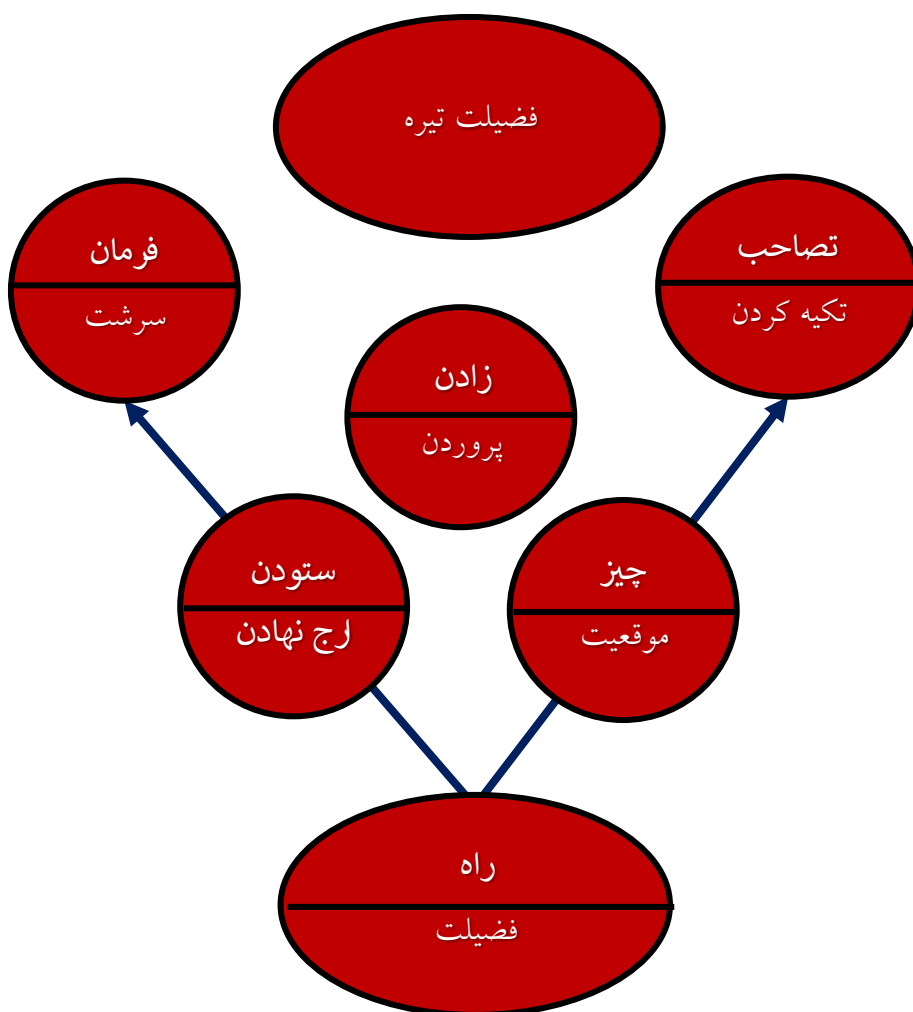 فضیلت تیره
تصاحب
تکیه کردن
فرمان
سرشت
زادن
پروردن
چیز
موقعیت
ستودن
ارج نهادن
راه
فضیلت